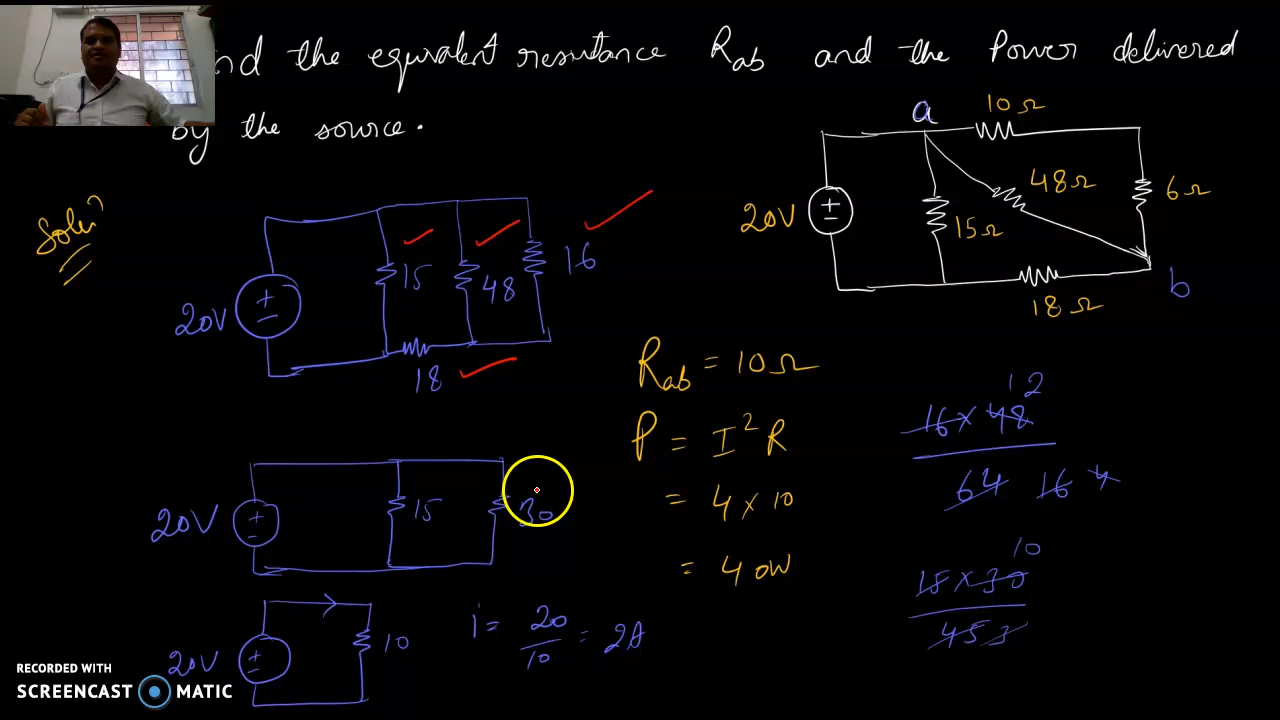 nd the equivalent resistance Rab and the Power delivered
by the source.
Soln
20V
15
48
16
18
20V
15
30
20V
10
i = 20/10 = 2A
a
10Ω
48Ω
6Ω
20V
15Ω
18Ω
b
Rab = 10Ω
P = I² R
= 4 x 10
= 40W
12
16 x 48
64 16 4
10
15 x 30
45 3
RECORDED WITH
SCREENCAST MATIC